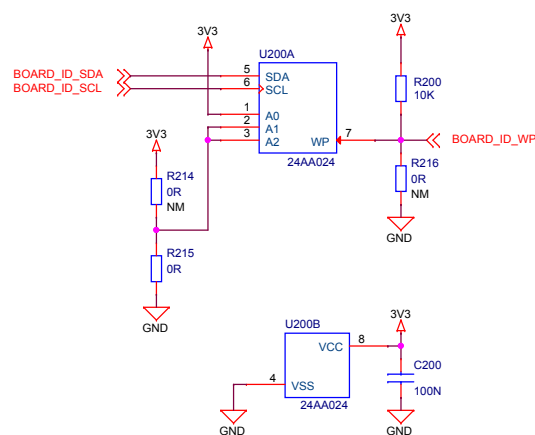 3V3
U200A
3V3
BOARD_ID_SDA
5
SDA
BOARD_ID_SCL
6
SCL
R200
10K
1
A0
2
A1
3
A2
WP
7
BOARD_ID_WP
24AA024
3V3
R214
0R
NM
R216
0R
NM
GND
R215
0R
GND
U200B
3V3
VCC
8
C200
100N
4
VSS
24AA024
GND
GND